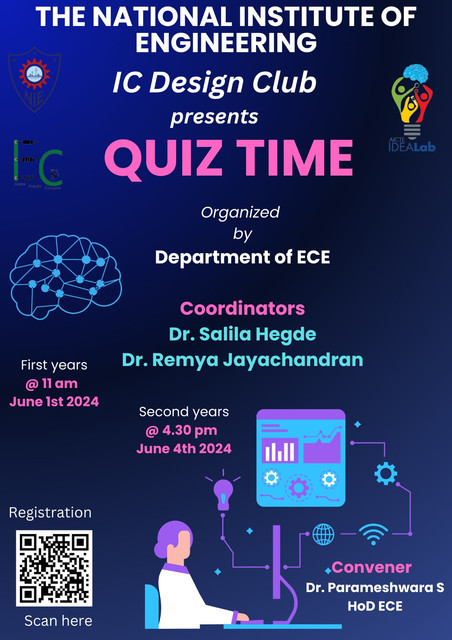 THE NATIONAL INSTITUTE OF
ENGINEERING
IC Design Club
presents
QUIZ TIME
NIE
AICTE
IDEALab
Organized
by
Department of ECE
Coordinators
Dr. Salila Hegde
Dr. Remya Jayachandran
First years
@ 11 am
June 1st 2024
Second years
@ 4.30 pm
June 4th 2024
Registration
Scan here
Convener
Dr. Parameshwara S
HoD ECE